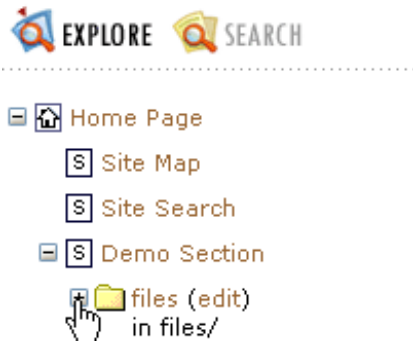 EXPLORE SEARCH
Home Page
S Site Map
S Site Search
S Demo Section
files (edit)
in files/